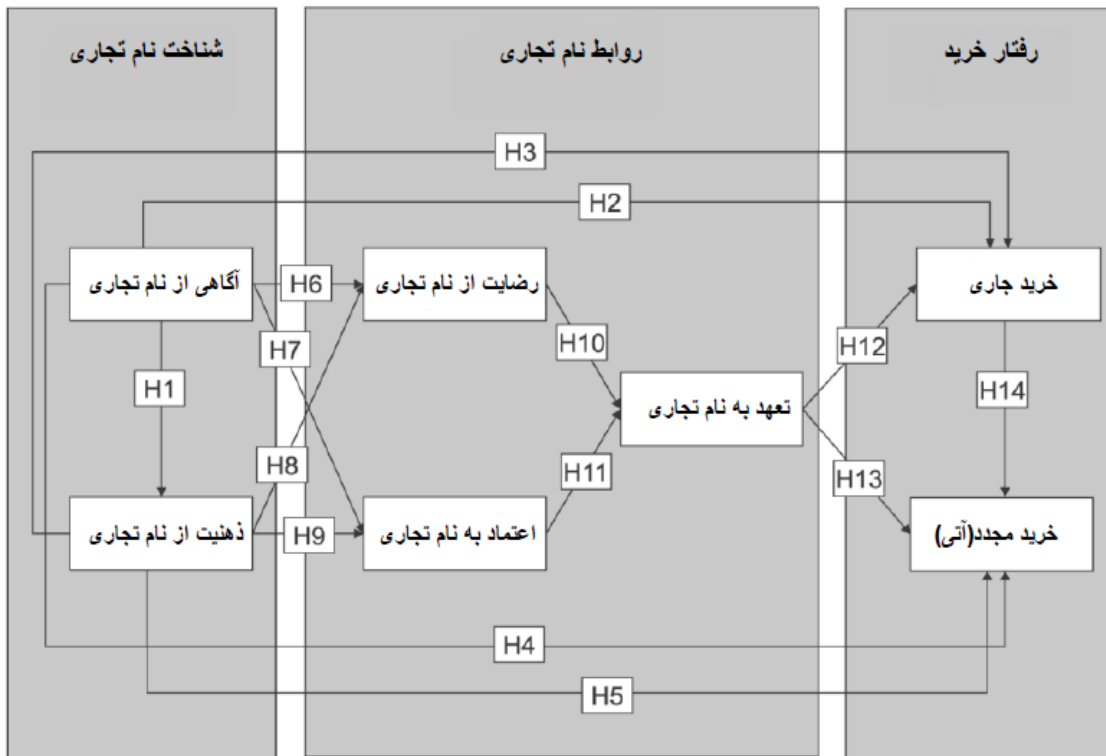 شناخت نام تجاری
روابط نام تجاری
رفتار خرید
H3
H2
آگاهی از نام تجاری
H6
رضایت از نام تجاری
خرید جاری
H7
H10
H12
H1
H14
تعهد به نام تجاری
H8
H11
H13
ذهنیت از نام تجاری
H9
اعتماد به نام تجاری
خرید مجدد(آتی)
H4
H5